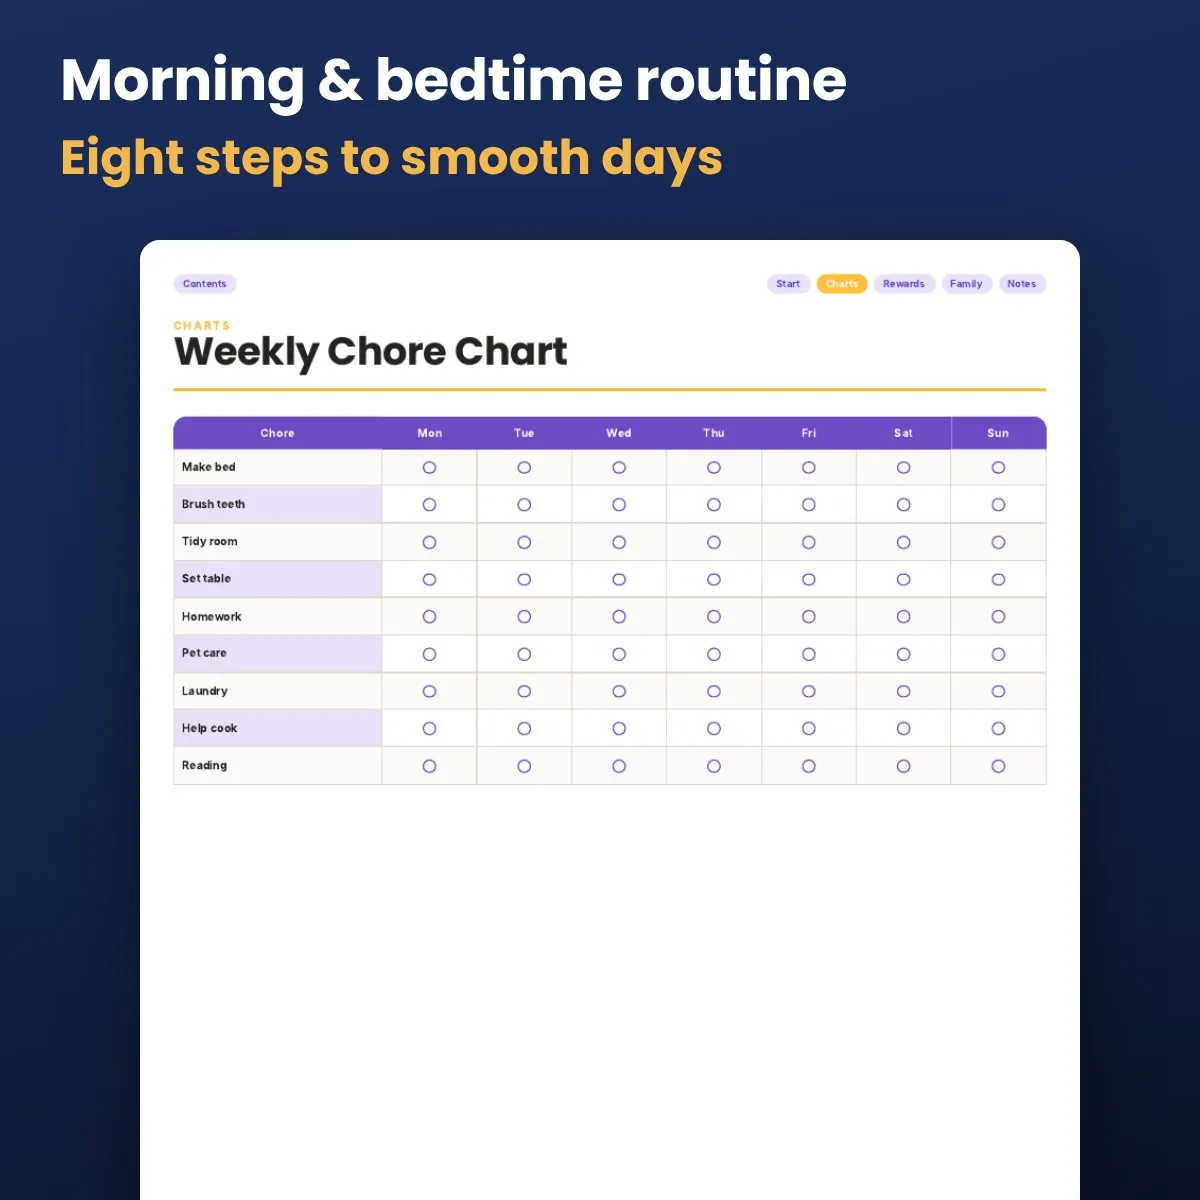 Morning & bedtime routine
Eight steps to smooth days
Contents Start Charts Rewards Family Notes
CHARTS
Weekly Chore Chart
Chore Mon Tue Wed Thu Fri Sat Sun
Make bed
Brush teeth
Tidy room
Set table
Homework
Pet care
Laundry
Help cook
Reading